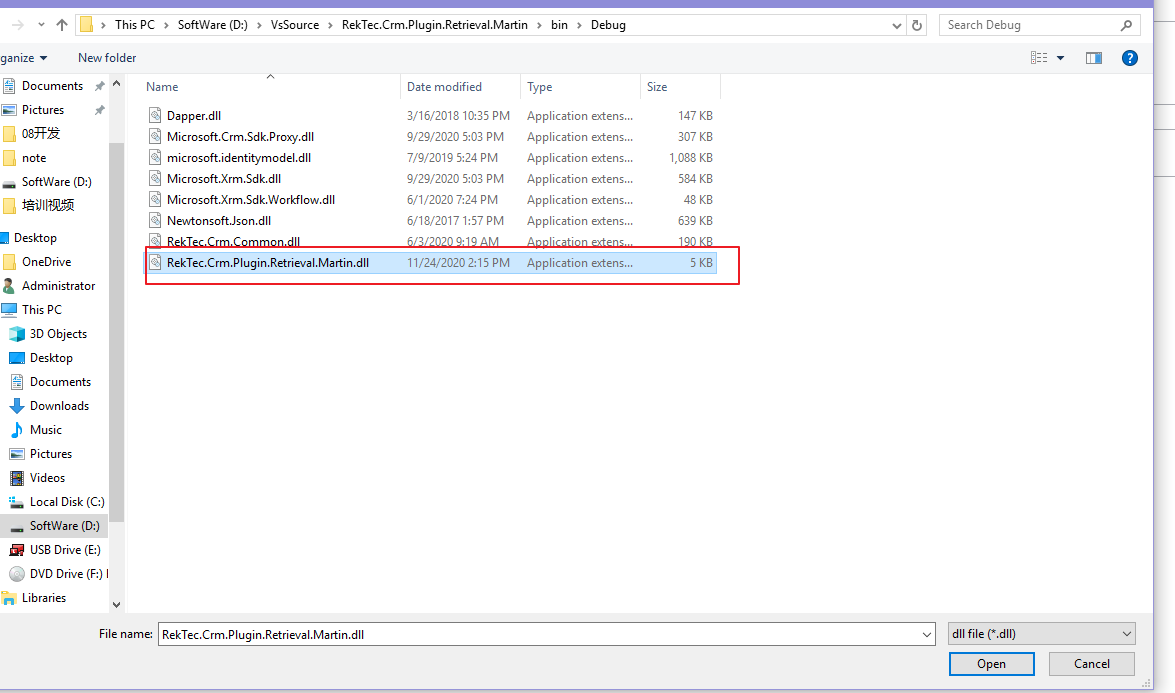 This PC > SoftWare (D:) > VsSource > RekTec.Crm.Plugin.Retrieval.Martin > bin > Debug
Search Debug
ganize
New folder
Documents
Pictures
08开发
note
SoftWare (D:)
培训视频
Desktop
OneDrive
Administrator
This PC
3D Objects
Desktop
Documents
Downloads
Music
Pictures
Videos
Local Disk (C:)
SoftWare (D:)
USB Drive (E:)
DVD Drive (F:)
Libraries
Name Date modified Type Size
Dapper.dll 3/16/2018 10:35 PM Application extens... 147 KB
Microsoft.Crm.Sdk.Proxy.dll 9/29/2020 5:03 PM Application extens... 307 KB
microsoft.identitymodel.dll 7/9/2019 5:24 PM Application extens... 1,088 KB
Microsoft.Xrm.Sdk.dll 9/29/2020 5:03 PM Application extens... 584 KB
Microsoft.Xrm.Sdk.Workflow.dll 6/1/2020 7:24 PM Application extens... 48 KB
Newtonsoft.Json.dll 6/18/2017 1:57 PM Application extens... 639 KB
RekTec.Crm.Common.dll 6/3/2020 9:19 AM Application extens... 190 KB
RekTec.Crm.Plugin.Retrieval.Martin.dll 11/24/2020 2:15 PM Application extens... 5 KB
File name: RekTec.Crm.Plugin.Retrieval.Martin.dll
dll file (*.dll)
Open
Cancel